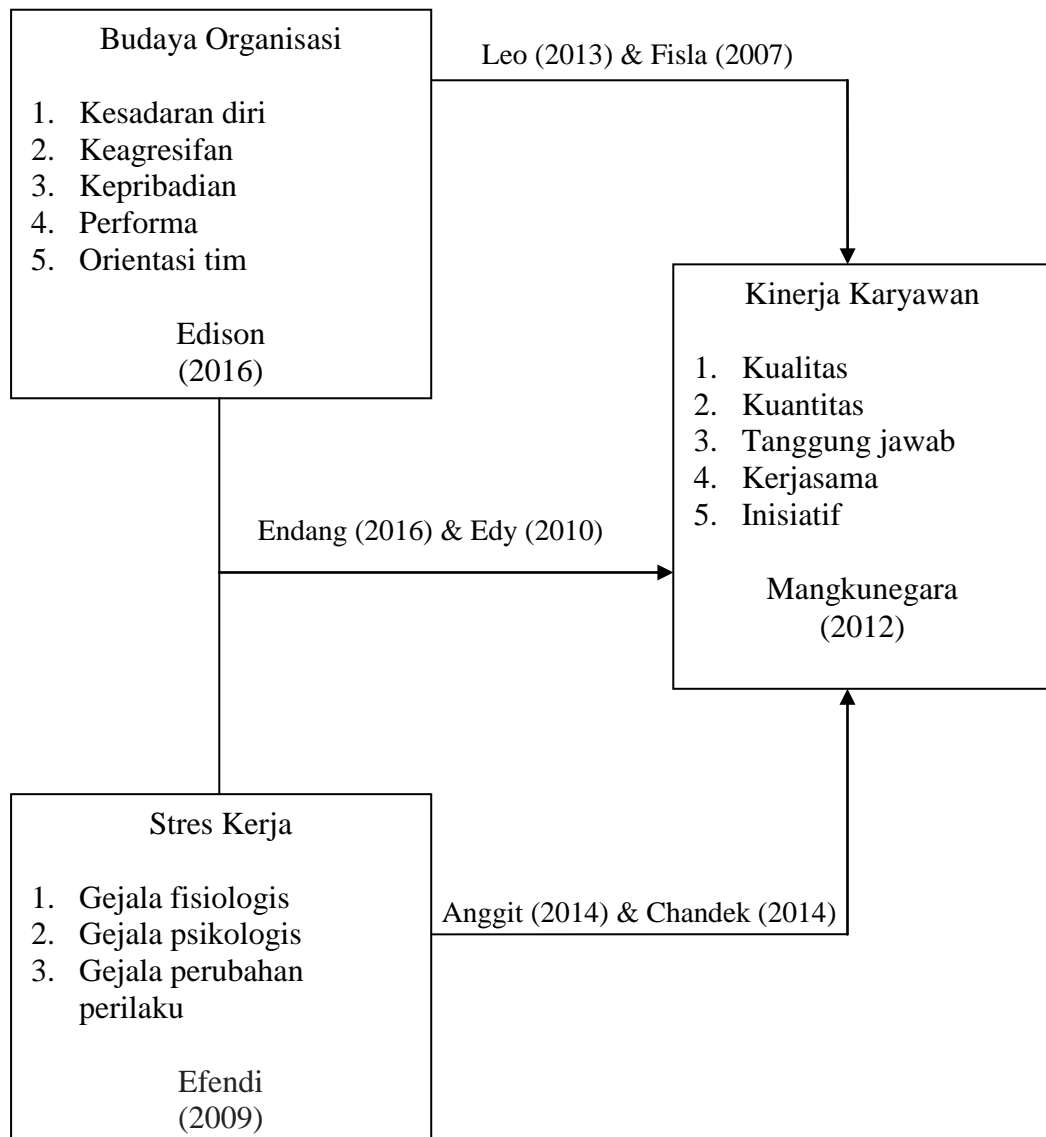 Budaya Organisasi
1. Kesadaran diri
2. Keagresifan
3. Kepribadian
4. Performa
5. Orientasi tim
Edison
(2016)
Leo (2013) & Fisla (2007)
Kinerja Karyawan
1. Kualitas
2. Kuantitas
3. Tanggung jawab
4. Kerjasama
5. Inisiatif
Mangkunegara
(2012)
Endang (2016) & Edy (2010)
Stres Kerja
1. Gejala fisiologis
2. Gejala psikologis
3. Gejala perubahan
perilaku
Efendi
(2009)
Anggit (2014) & Chandek (2014)